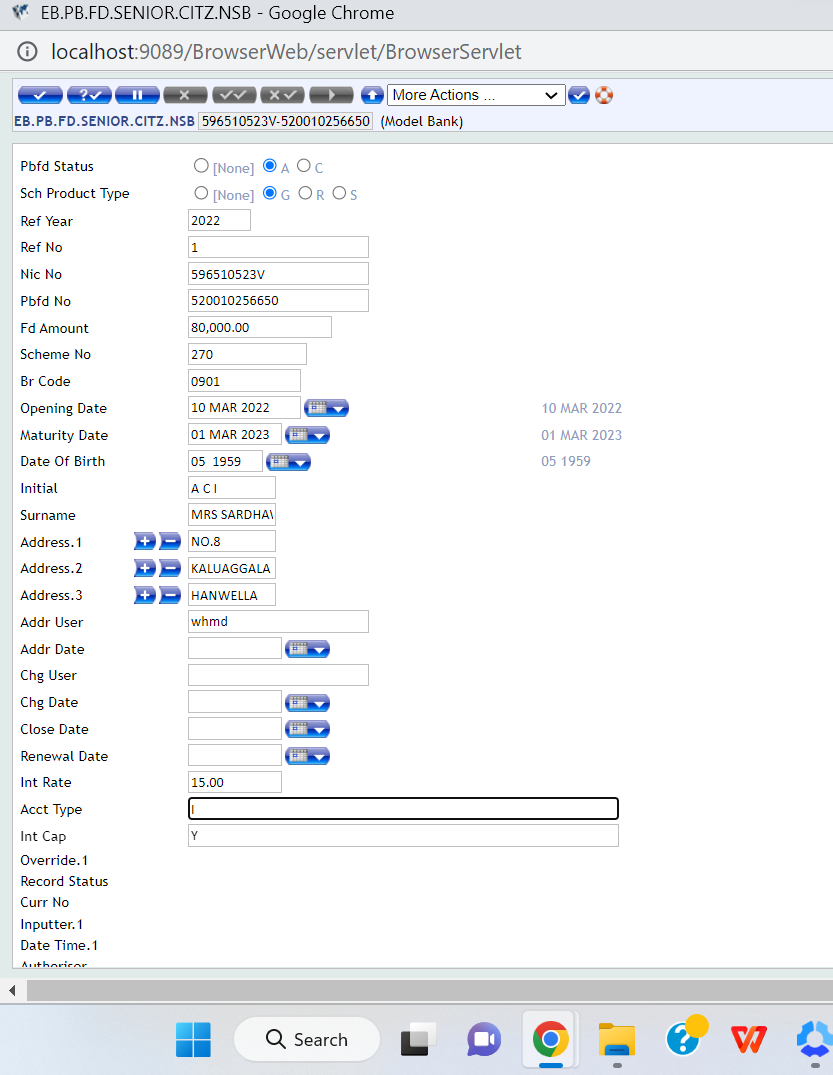 EB.PB.FD.SENIOR.CITZ.NSB - Google Chrome
localhost:9089/BrowserWeb/servlet/BrowserServlet
More Actions ...
EB.PB.FD.SENIOR.CITZ.NSB 596510523V-520010256650 (Model Bank)
Pbfd Status [None] A C
Sch Product Type [None] G R S
Ref Year 2022
Ref No 1
Nic No 596510523V
Pbfd No 520010256650
Fd Amount 80,000.00
Scheme No 270
Br Code 0901
Opening Date 10 MAR 2022 10 MAR 2022
Maturity Date 01 MAR 2023 01 MAR 2023
Date Of Birth 05 1959 05 1959
Initial A C I
Surname MRS SARDHA
Address.1 NO.8
Address.2 KALUAGGALA
Address.3 HANWELLA
Addr User whmd
Addr Date
Chg User
Chg Date
Close Date
Renewal Date
Int Rate 15.00
Acct Type I
Int Cap Y
Override.1
Record Status
Curr No
Inputter.1
Date Time.1
Authoriser
Search